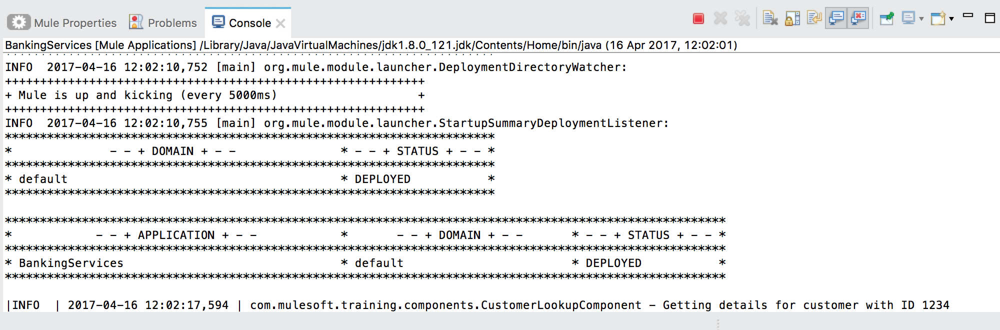 Mule Properties Problems Console
BankingServices [Mule Applications] /Library/Java/JavaVirtualMachines/jdk1.8.0_121.jdk/Contents/Home/bin/java (16 Apr 2017, 12:02:01)
INFO  2017-04-16 12:02:10,752 [main] org.mule.module.launcher.DeploymentDirectoryWatcher:
++++++++++++++++++++++++++++++++++++++++++++++++++++++++++++
+ Mule is up and kicking (every 5000ms)                    +
++++++++++++++++++++++++++++++++++++++++++++++++++++++++++++
INFO  2017-04-16 12:02:10,755 [main] org.mule.module.launcher.StartupSummaryDeploymentListener:
**********************************************************************
*              - - + DOMAIN + - -               * - - + STATUS + - - *
**********************************************************************
* default                                       * DEPLOYED           *
**********************************************************************
*******************************************************************************************************
*            - - + APPLICATION + - -            *       - - + DOMAIN + - -       * - - + STATUS + - - *
*******************************************************************************************************
* BankingServices                               * default                        * DEPLOYED           *
*******************************************************************************************************
|INFO  | 2017-04-16 12:02:17,594 | com.mulesoft.training.components.CustomerLookupComponent - Getting details for customer with ID 1234